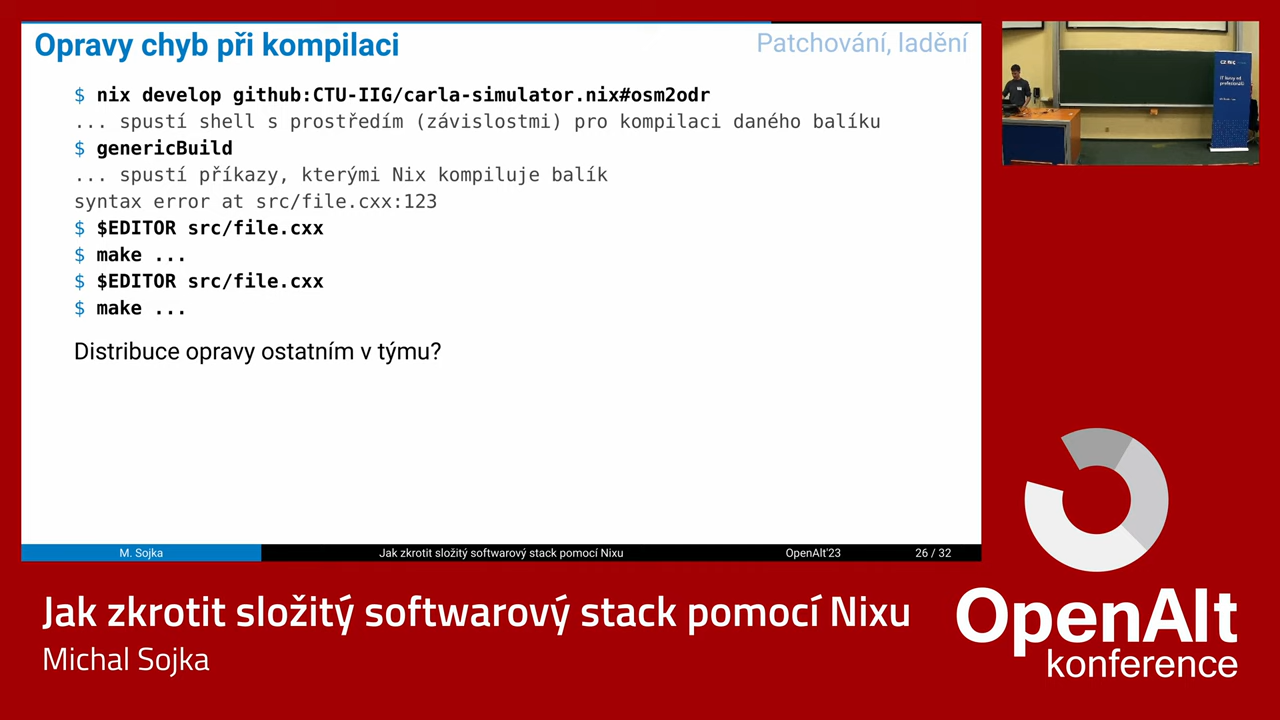 Opravy chyb při kompilaci
Patchování, ladění
$ nix develop github:CTU-IIG/carla-simulator.nix#osm2odr
... spustí shell s prostředím (závislostmi) pro kompilaci daného balíku
$ genericBuild
... spustí příkazy, kterými Nix kompiluje balík
syntax error at src/file.cxx:123
$ $EDITOR src/file.cxx
$ make ...
$ $EDITOR src/file.cxx
$ make ...
Distribuce opravy ostatním v týmu?
M. Sojka
Jak zkrotit složitý softwarový stack pomocí Nixu
OpenAlt'23
26 / 32
CZ.NIC
Jak zkrotit složitý softwarový stack pomocí Nixu
Michal Sojka
OpenAlt
konference